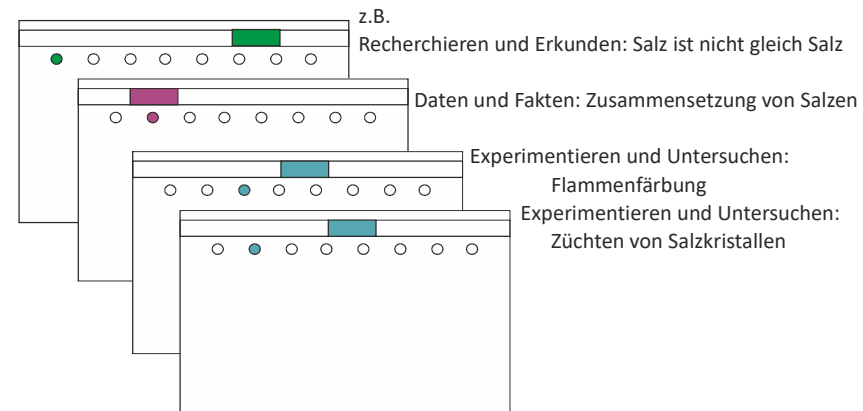 z.B.
Recherchieren und Erkunden: Salz ist nicht gleich Salz
Daten und Fakten: Zusammensetzung von Salzen
Experimentieren und Untersuchen:
Flammenfärbung
Experimentieren und Untersuchen:
Züchten von Salzkristallen